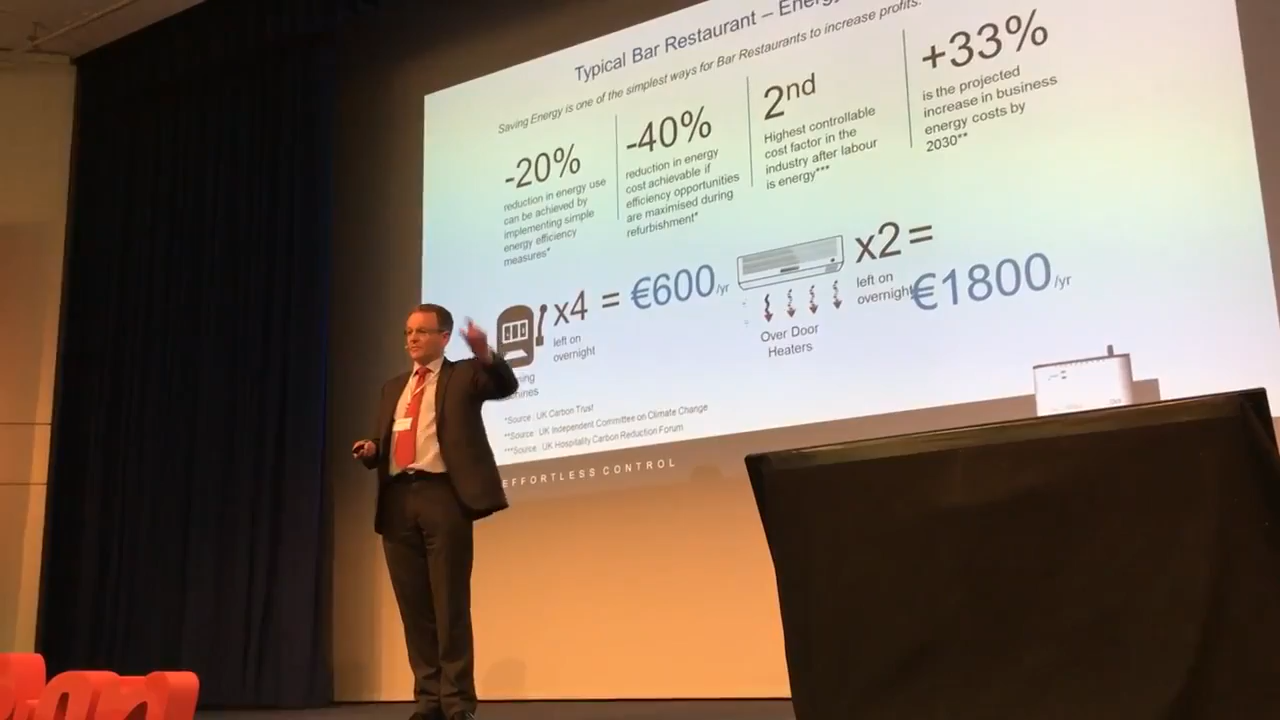 Typical Bar Restaurant – Energy
Saving Energy is one of the simplest ways for Bar Restaurants to increase profits.
-20%
reduction in energy use
can be achieved by
implementing simple
energy efficiency
measures*
-40%
reduction in energy
cost achievable if
efficiency opportunities
are maximised during
refurbishment*
2nd
Highest controllable
cost factor in the
industry after labour
is energy***
+33%
is the projected
increase in business
energy costs by
2030**
x4 = €600/yr
left on
overnight
Over Door
Heaters
x2 =
left on
overnight
€1800/yr
*Source : UK Carbon Trust
**Source : UK Independent Committee on Climate Change
***Source : UK Hospitality Carbon Reduction Forum
EFFORTLESS CONTROL